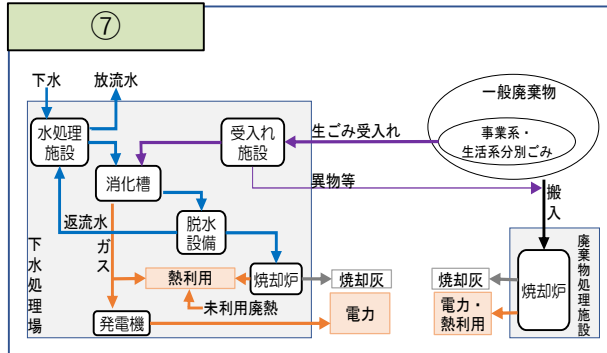 ⑦
下水
放流水
一般廃棄物
水処理
施設
受入れ
施設
生ごみ受入れ
事業系・
生活系分別ごみ
消化槽
異物等
搬入
返流水
ガス
脱水
設備
下水処理場
熱利用
焼却炉
焼却灰
未利用廃熱
発電機
電力
焼却灰
電力・
熱利用
焼却炉
廃棄物処理施設